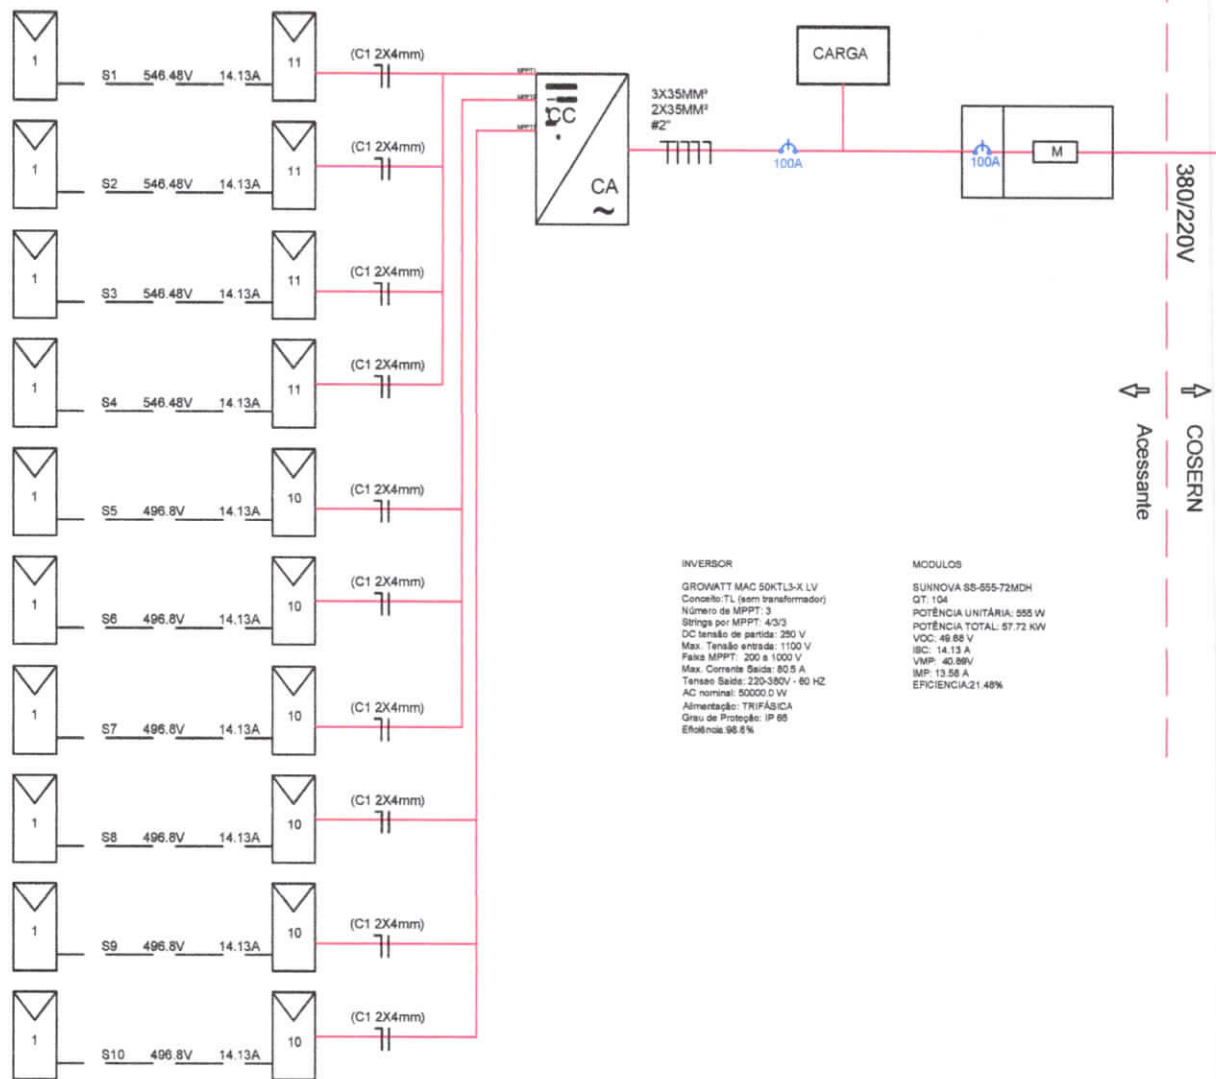 1
S1 546.48V 14.13A
11
(C1 2X4mm)
1
S2 546.48V 14.13A
11
(C1 2X4mm)
1
S3 546.48V 14.13A
11
(C1 2X4mm)
1
S4 546.48V 14.13A
11
(C1 2X4mm)
1
S5 496.8V 14.13A
10
(C1 2X4mm)
1
S6 496.8V 14.13A
10
(C1 2X4mm)
1
S7 496.8V 14.13A
10
(C1 2X4mm)
1
S8 496.8V 14.13A
10
(C1 2X4mm)
1
S9 496.8V 14.13A
10
(C1 2X4mm)
1
S10 496.8V 14.13A
10
(C1 2X4mm)
CC
CA
3X35MM²
2X35MM²
#2"
100A
CARGA
100A
M
380/220V
COSERN
Acessante
INVERSOR
GROWATT MAC 50KTL3-X LV
Conceito:TL (sem transformador)
Número de MPPT: 3
Strings por MPPT: 4/3/3
DC tensão de partida: 250 V
Max. Tensão entrada: 1100 V
Faixa MPPT: 200 a 1000 V
Max. Corrente Saida: 80.5 A
Tensao Saida: 220-380V - 60 HZ
AC nominal: 50000.0 W
Alimentação: TRIFÁSICA
Grau de Proteção: IP 65
Eficiência:98.8%
MODULOS
SUNNOVA SS-555-72MDH
QT: 104
POTÊNCIA UNITÁRIA: 555 W
POTÊNCIA TOTAL: 57.72 KW
VOC: 49.68 V
ISC: 14.13 A
VMP: 40.89V
IMP: 13.58 A
EFICIENCIA:21.48%